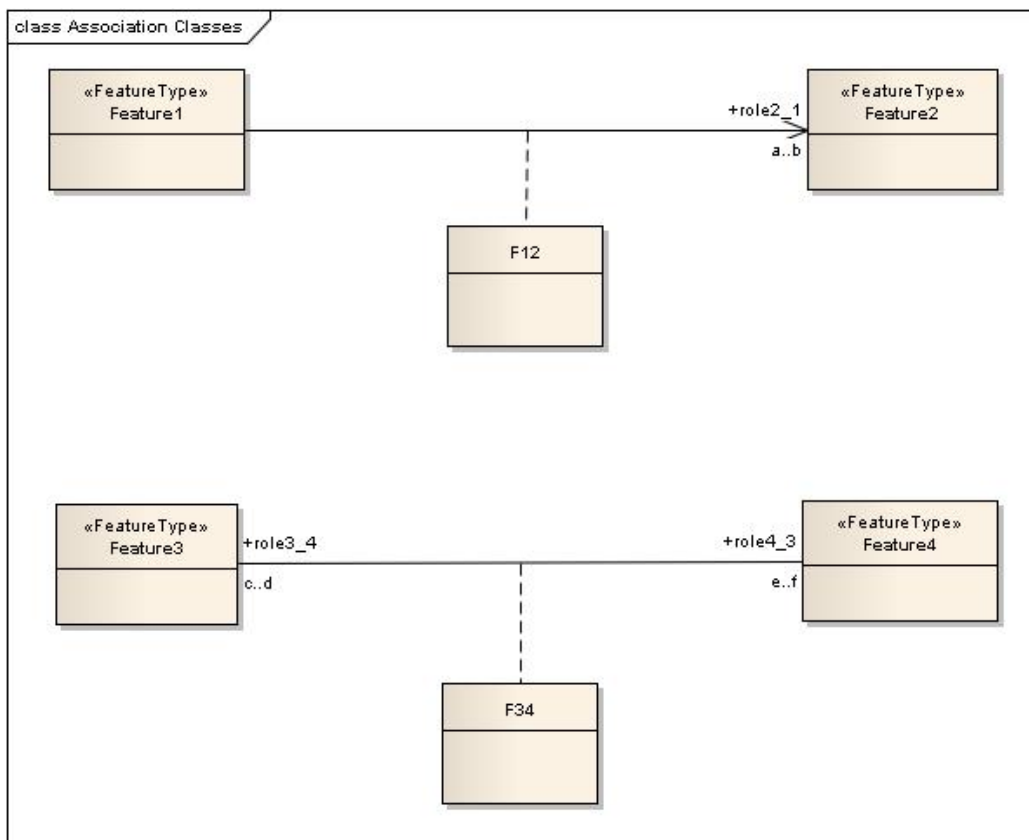 class Association Classes
«FeatureType»
Feature1
+role2_1
a..b
«FeatureType»
Feature2
F12
«FeatureType»
Feature3
+role3_4
c..d
+role4_3
e..f
«FeatureType»
Feature4
F34